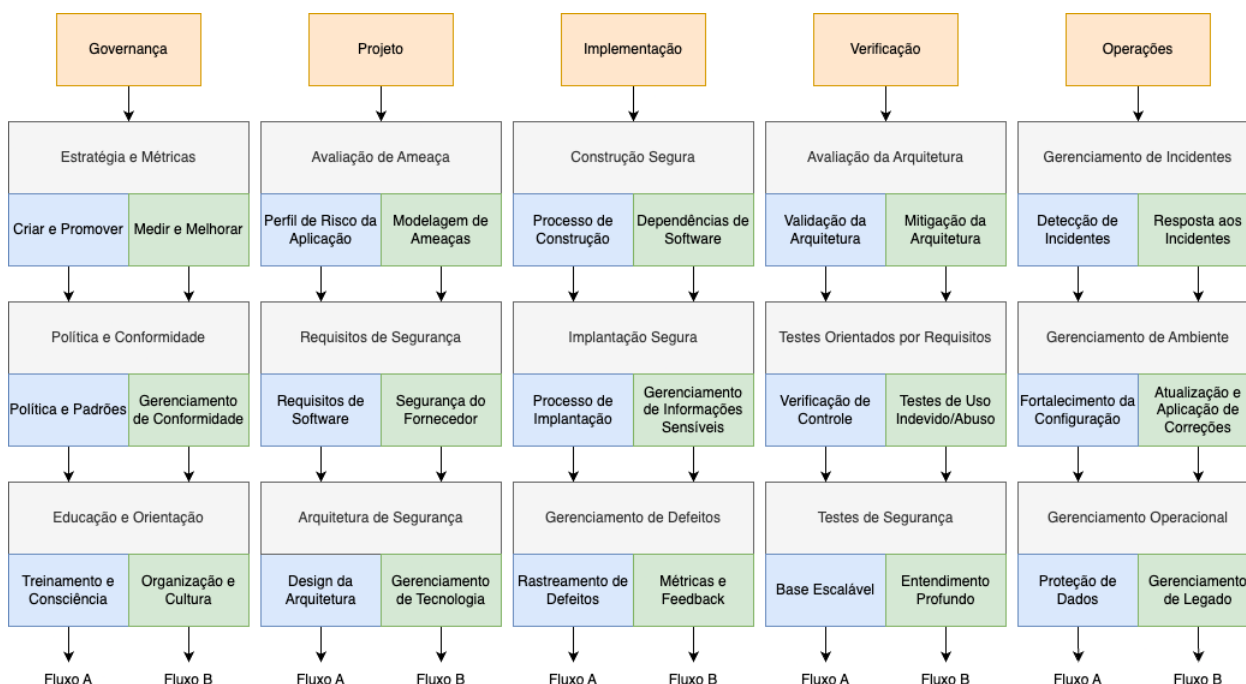 Governança
Projeto
Implementação
Verificação
Operações
Estratégia e Métricas
Avaliação de Ameaça
Construção Segura
Avaliação da Arquitetura
Gerenciamento de Incidentes
Criar e Promover
Medir e Melhorar
Perfil de Risco da
Aplicação
Modelagem de
Ameaças
Processo de
Construção
Dependências de
Software
Validação da
Arquitetura
Mitigação da
Arquitetura
Detecção de
Incidentes
Resposta aos
Incidentes
Política e Conformidade
Requisitos de Segurança
Implantação Segura
Testes Orientados por Requisitos
Gerenciamento de Ambiente
Política e Padrões
Gerenciamento
de Conformidade
Requisitos de
Software
Segurança do
Fornecedor
Processo de
Implantação
Gerenciamento
de Informações
Sensíveis
Verificação de
Controle
Testes de Uso
Indevido/Abuso
Fortalecimento da
Configuração
Atualização e
Aplicação de
Correções
Educação e Orientação
Arquitetura de Segurança
Gerenciamento de Defeitos
Testes de Segurança
Gerenciamento Operacional
Treinamento e
Consciência
Organização e
Cultura
Design da
Arquitetura
Gerenciamento
de Tecnologia
Rastreamento de
Defeitos
Métricas e
Feedback
Base Escalável
Entendimento
Profundo
Proteção de
Dados
Gerenciamento
de Legado
Fluxo A
Fluxo B
Fluxo A
Fluxo B
Fluxo A
Fluxo B
Fluxo A
Fluxo B
Fluxo A
Fluxo B